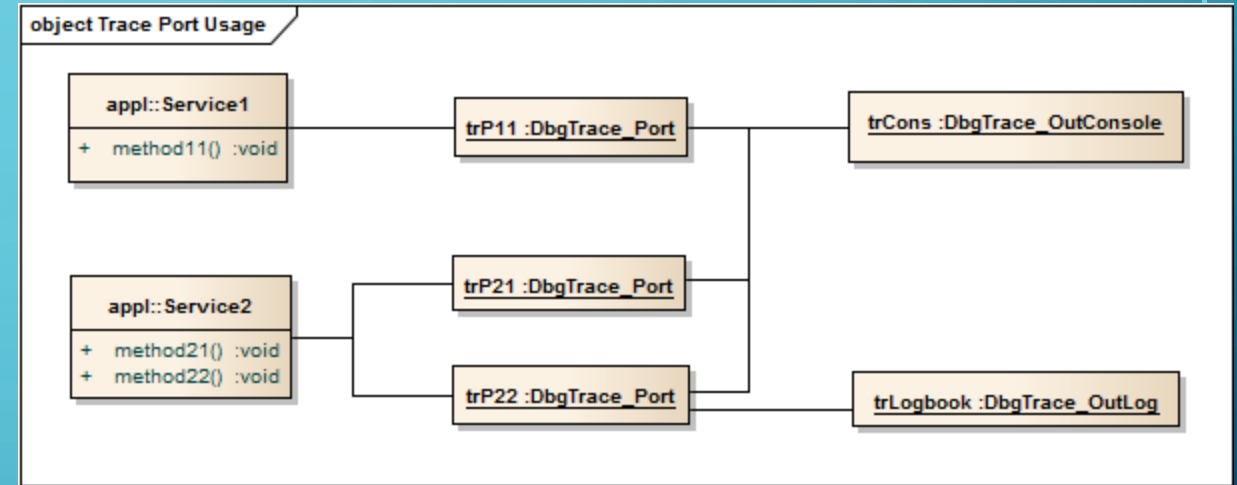 object Trace Port Usage
appl::Service1
+ method11() :void
trP11 :DbgTrace_Port
trCons :DbgTrace_OutConsole
appl::Service2
+ method21() :void
+ method22() :void
trP21 :DbgTrace_Port
trP22 :DbgTrace_Port
trLogbook :DbgTrace_OutLog